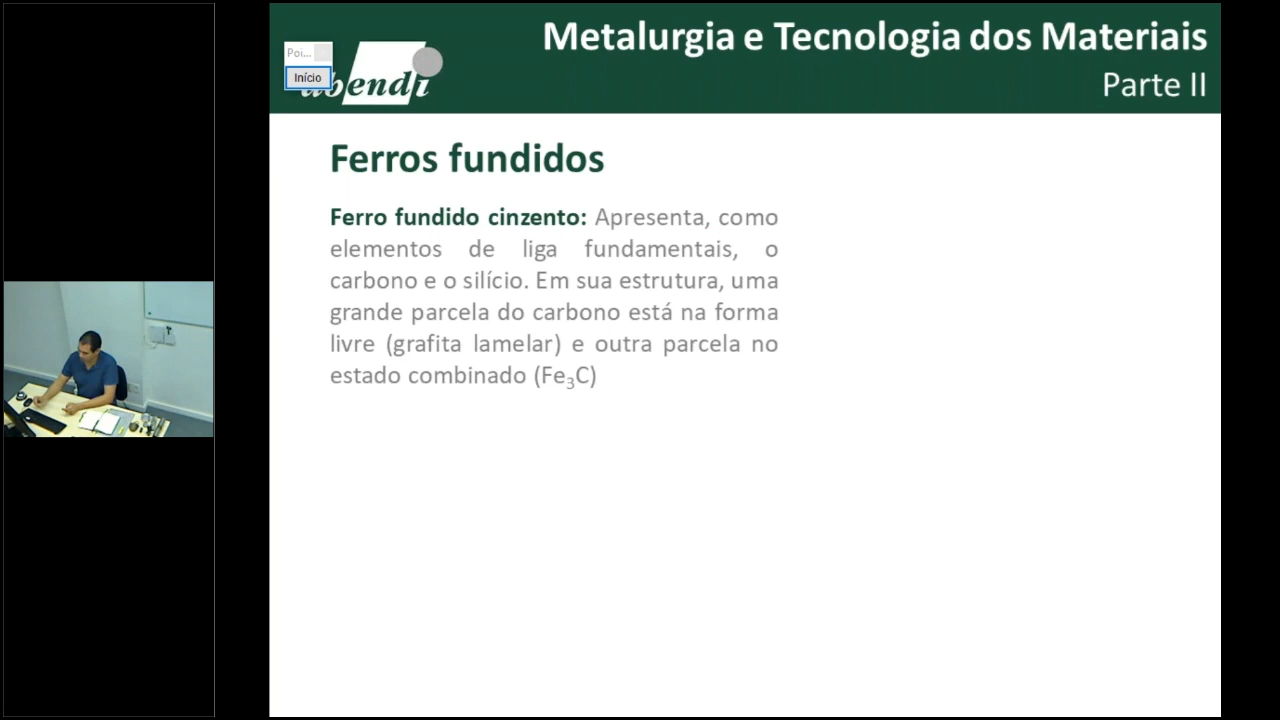 Metalurgia e Tecnologia dos Materiais
Parte II
Poi...
Início
abendi
Ferros fundidos
Ferro fundido cinzento: Apresenta, como
elementos de liga fundamentais, o
carbono e o silício. Em sua estrutura, uma
grande parcela do carbono está na forma
livre (grafita lamelar) e outra parcela no
estado combinado (Fe₃C)